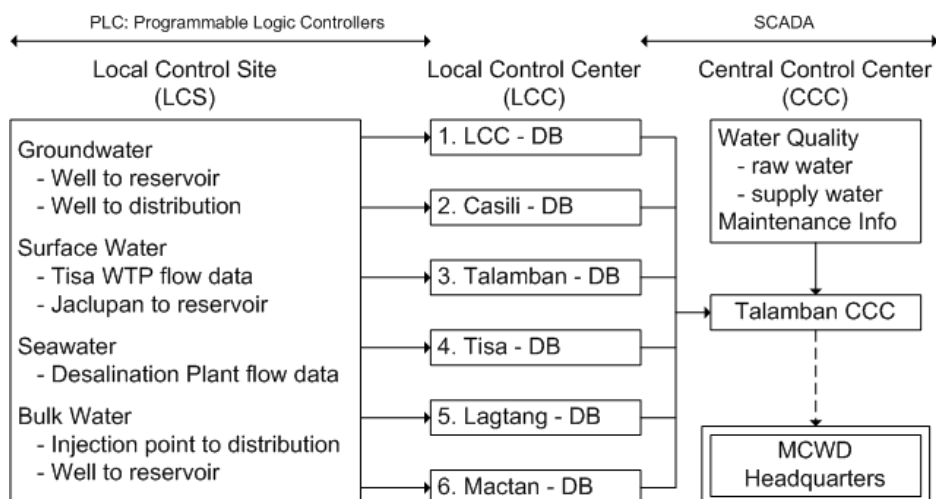 PLC: Programmable Logic Controllers
SCADA
Local Control Site
(LCS)
Local Control Center
(LCC)
Central Control Center
(CCC)
Groundwater
- Well to reservoir
- Well to distribution
Surface Water
- Tisa WTP flow data
- Jaclupan to reservoir
Seawater
- Desalination Plant flow data
Bulk Water
- Injection point to distribution
- Well to reservoir
1. LCC - DB
2. Casili - DB
3. Talamban - DB
4. Tisa - DB
5. Lagtang - DB
6. Mactan - DB
Water Quality
- raw water
- supply water
Maintenance Info
Talamban CCC
MCWD
Headquarters